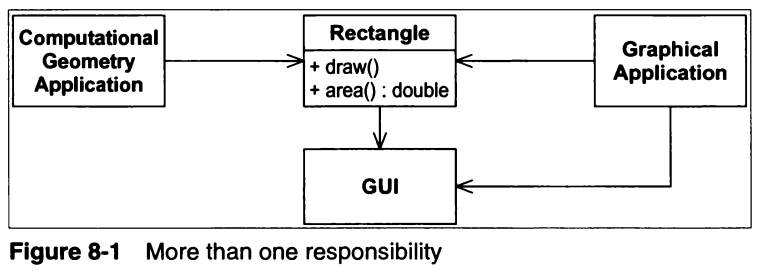 Computational
Geometry
Application
Rectangle
+ draw()
+ area() : double
Graphical
Application
GUI
Figure 8-1 More than one responsibility